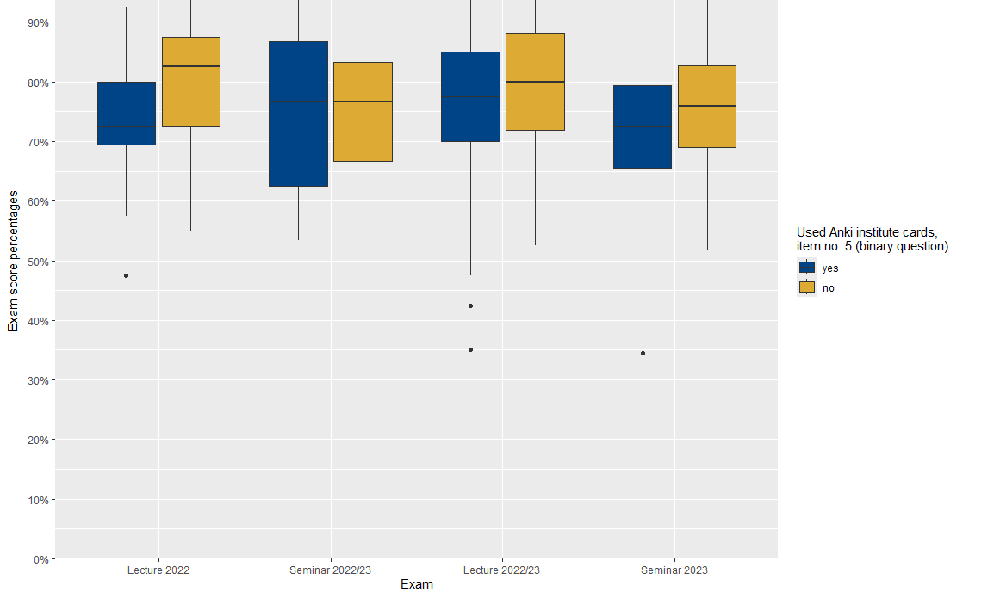 90%
80%
70%
60%
50%
40%
30%
20%
10%
0%
Exam score percentages
Lecture 2022
Seminar 2022/23
Lecture 2022/23
Seminar 2023
Exam
Used Anki institute cards,
item no. 5 (binary question)
yes
no